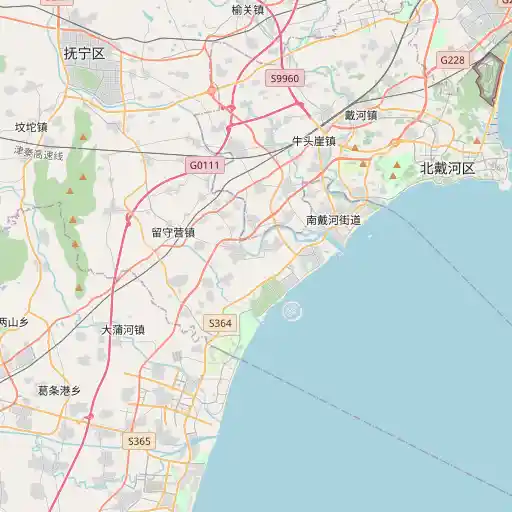 榆关镇
抚宁区
G228
S9960
戴河镇
坟坨镇
牛头崖镇
津秦高速线
G0111
北戴河区
南戴河街道
留守营镇
两山乡
S364
大蒲河镇
葛条港乡
S365